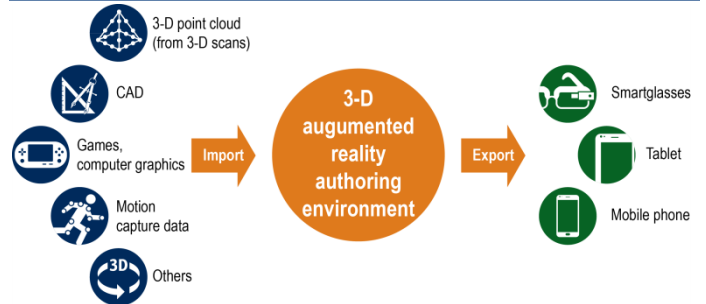 3-D point cloud
(from 3-D scans)
CAD
Games,
computer graphics
Motion
capture data
3D
Others
Import
3-D
augumented
reality
authoring
environment
Export
Smartglasses
Tablet
Mobile phone